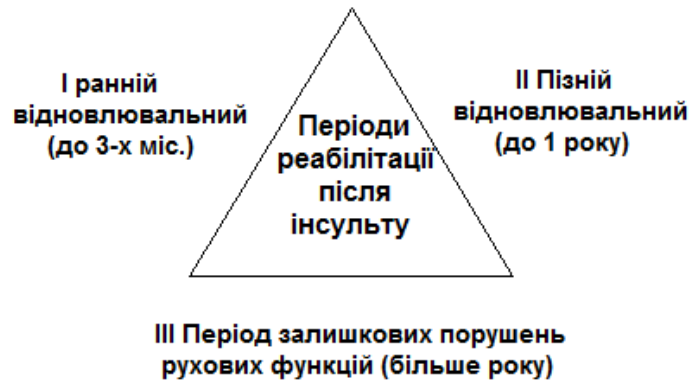 І ранній
відновлювальний
(до 3-х міс.)
ІІ Пізній
відновлювальний
(до 1 року)
Періоди
реабілітації
після
інсульту
ІІІ Період залишкових порушень
рухових функцій (більше року)